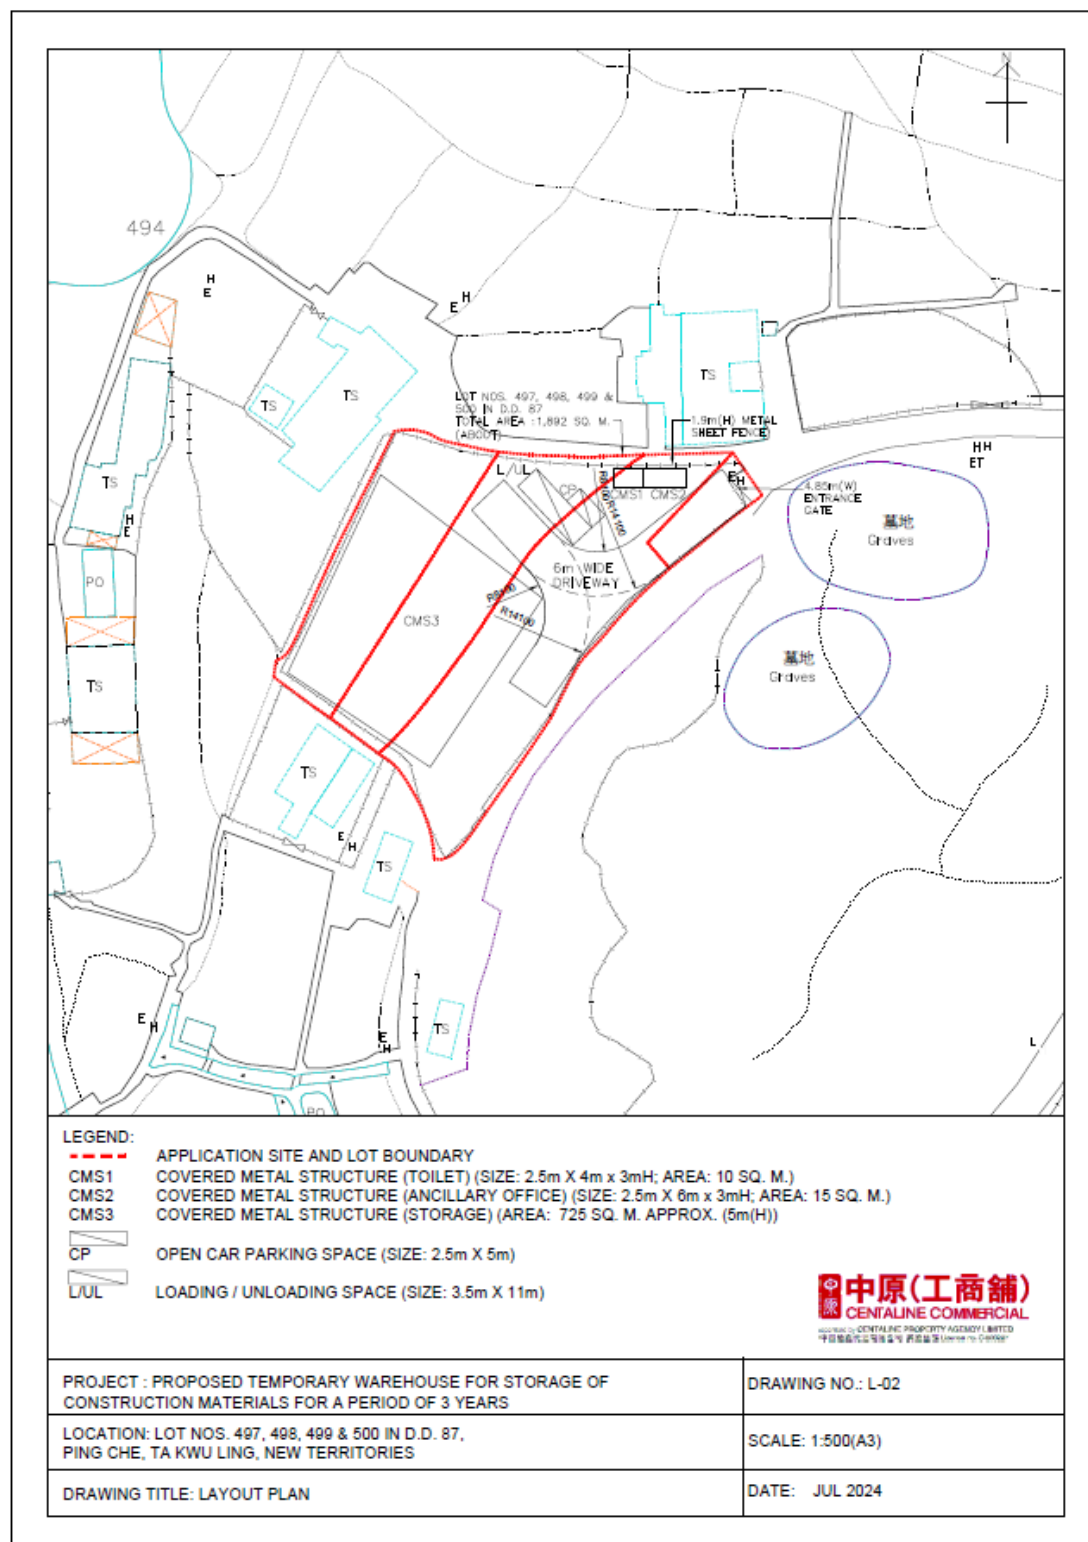 N
494
H
E
H
E
TS
TS
TS
LOT NOS. 497, 498, 499 &
500 IN D.D. 87
TOTAL AREA :1,892 SQ. M.
(ABOUT)
1.9m(H) METAL
SHEET FENCE
HH
ET
L/UL
CP
CMS1 CMS2
EH
4.85m(W)
ENTRANCE
GATE
TS
H
E
R14100
墓地
Graves
6m WIDE
DRIVEWAY
PO
R14100
CMS3
墓地
Graves
TS
TS
E
H
TS
E
H
E
H
TS
L
PO
LEGEND:
APPLICATION SITE AND LOT BOUNDARY
CMS1 COVERED METAL STRUCTURE (TOILET) (SIZE: 2.5m X 4m x 3mH; AREA: 10 SQ. M.)
CMS2 COVERED METAL STRUCTURE (ANCILLARY OFFICE) (SIZE: 2.5m X 6m x 3mH; AREA: 15 SQ. M.)
CMS3 COVERED METAL STRUCTURE (STORAGE) (AREA: 725 SQ. M. APPROX. (5m(H))
CP OPEN CAR PARKING SPACE (SIZE: 2.5m X 5m)
L/UL LOADING / UNLOADING SPACE (SIZE: 3.5m X 11m)
中原
中原(工商舖)
CENTALINE COMMERCIAL
PROJECT : PROPOSED TEMPORARY WAREHOUSE FOR STORAGE OF
CONSTRUCTION MATERIALS FOR A PERIOD OF 3 YEARS
DRAWING NO.: L-02
LOCATION: LOT NOS. 497, 498, 499 & 500 IN D.D. 87,
PING CHE, TA KWU LING, NEW TERRITORIES
SCALE: 1:500(A3)
DRAWING TITLE: LAYOUT PLAN
DATE: JUL 2024